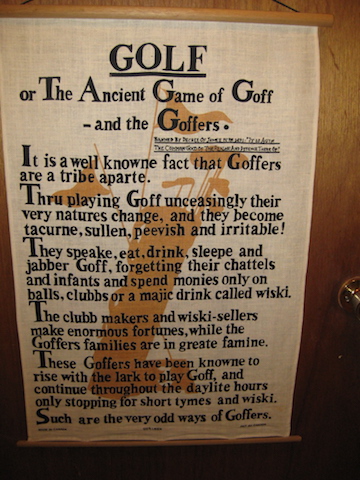 GOLF
or The Ancient Game of Goff
- and the Goffers •
It is a well knowne fact that Goffers
are a tribe aparte.
Thru playing Goff unceasingly their
very natures change, and they become
tacurne, sullen, peevish and irritable!
They speake, eat, drink, sleepe and
jabber Goff, forgetting their chattels
and infants and spend monies only on
balls, clubbs or a majic drink called wiski.
The clubb makers and wiski-sellers
make enormous fortunes, while the
Goffers families are in greate famine.
These Goffers have been knowne to
rise with the lark to play Goff, and
continue throughout the daylite hours
only stopping for short tymes and wiski.
Such are the very odd ways of Goffers.